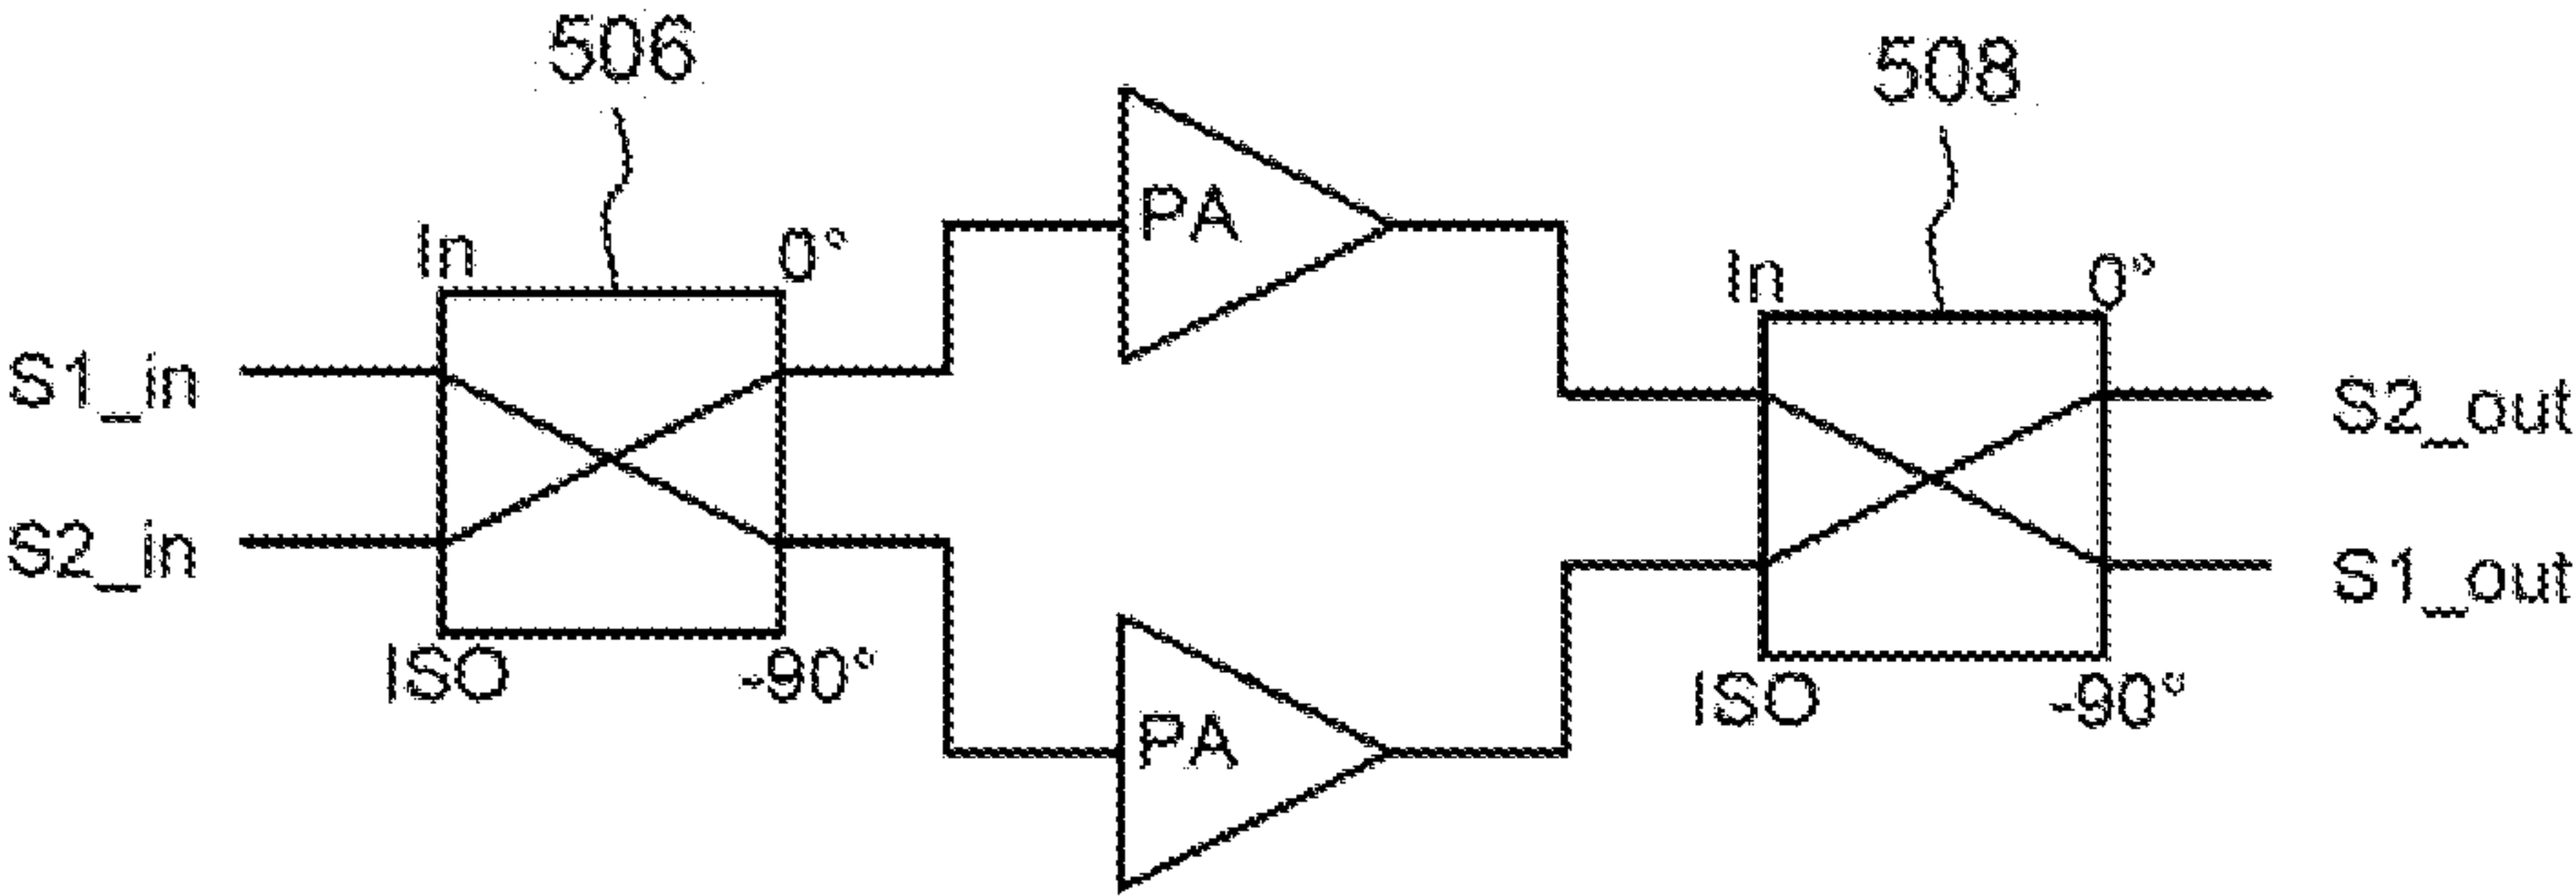 506
508
PA
In
0°
In
0°
S1_in
S2_out
S2_in
S1_out
ISO
-90°
ISO
-90°
PA